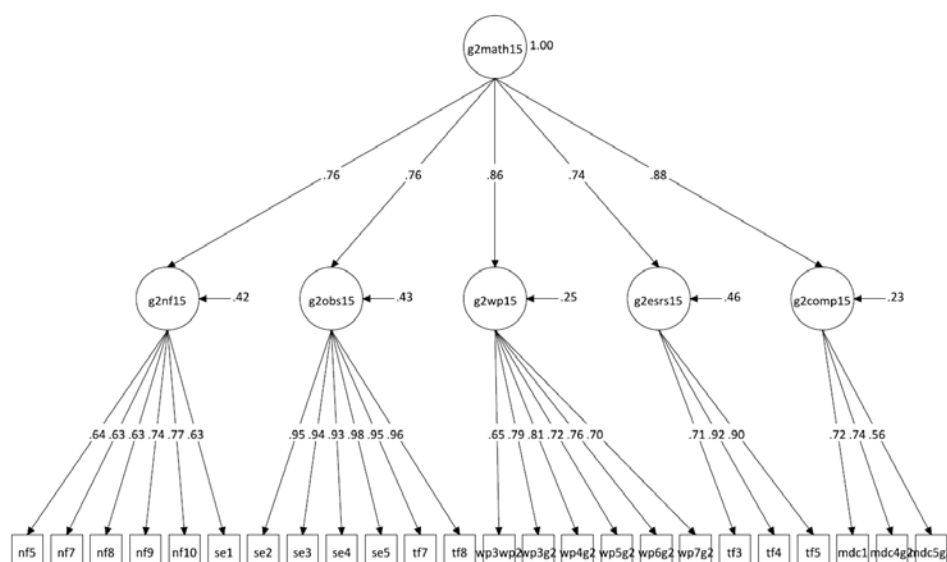 g2math15 1.00
.76 .76 .86 .74 .88
g2nf15 .42 g2obs15 .43 g2wp15 .25 g2esrs15 .46 g2comp15 .23
.64 .63 .63 .74 .77 .63 .95 .94 .93 .98 .95 .96 .65 .79 .81 .72 .76 .70 .71 .92 .90 .72 .74 .56
nf5 nf7 nf8 nf9 nf10 se1 se2 se3 se4 se5 tf7 tf8 wp3wp2 wp3g2 wp4g2 wp5g2 wp6g2 wp7g2 tf3 tf4 tf5 mdc1 mdc4g2 mdc5g